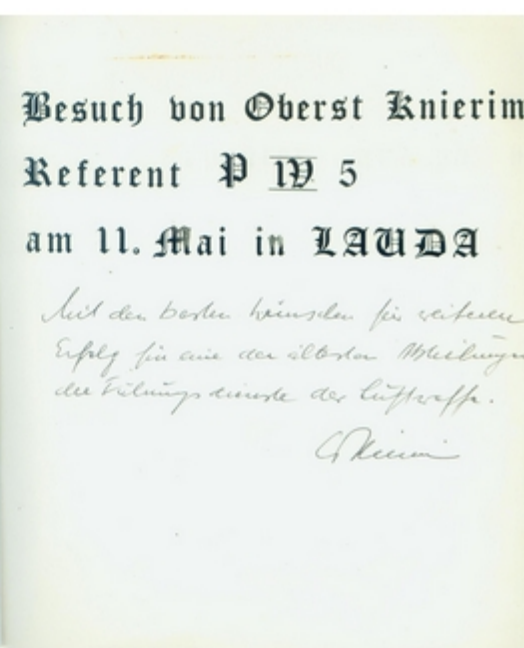 Besuch von Oberst Knierim
Referent P IV 5
am 11. Mai in LAUDA
Mit den besten Wünschen für weiteren
Erfolg für eine der ältesten Abteilungen
der Führungsdienste der Luftwaffe.
Knierim